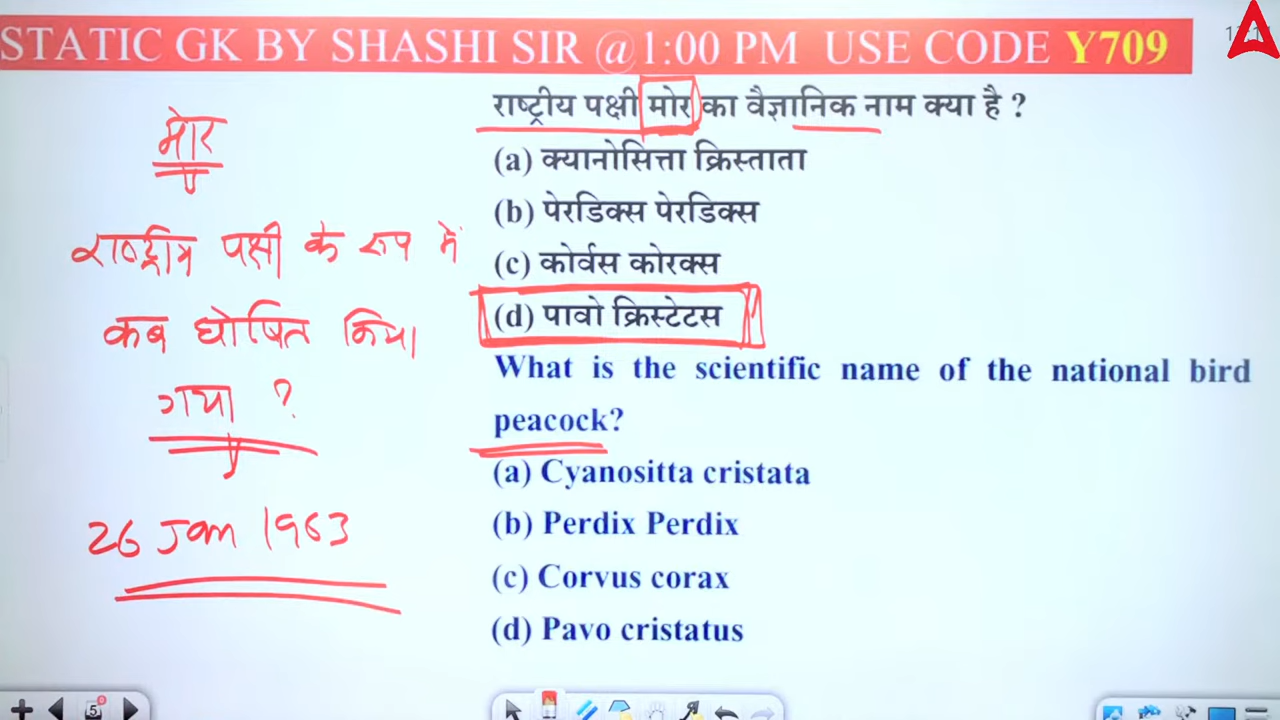 STATIC GK BY SHASHI SIR @1:00 PM USE CODE Y709
राष्ट्रीय पक्षी मोर का वैज्ञानिक नाम क्या है ?
(a) क्यानोसित्ता क्रिस्ताता
(b) पेरडिक्स पेरडिक्स
(c) कोर्वस कोरक्स
(d) पावो क्रिस्टेटस
What is the scientific name of the national bird
peacock?
(a) Cyanositta cristata
(b) Perdix Perdix
(c) Corvus corax
(d) Pavo cristatus
मोर
राष्ट्रीय पक्षी के रूप में
कब घोषित किया
गया ?
26 Jan 1963
5